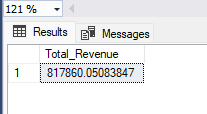 121 %
Results Messages
Total_Revenue
1 817860.05083847